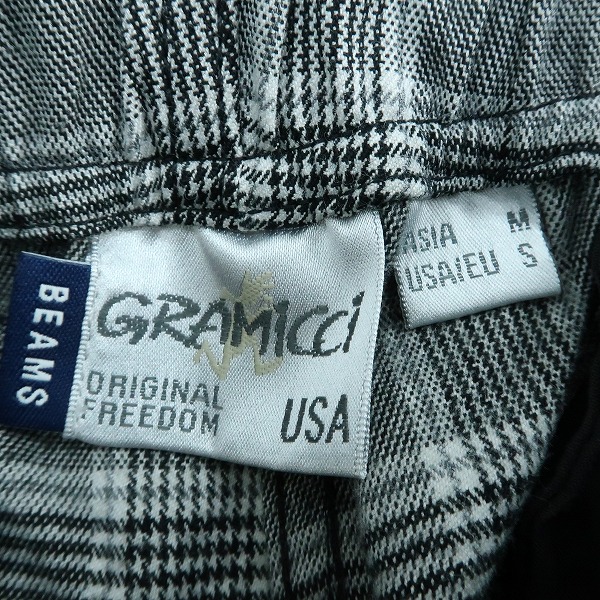 BEAMS
GRAMICCI
ORIGINAL
FREEDOM
USA
ASIA M
USA/EU S